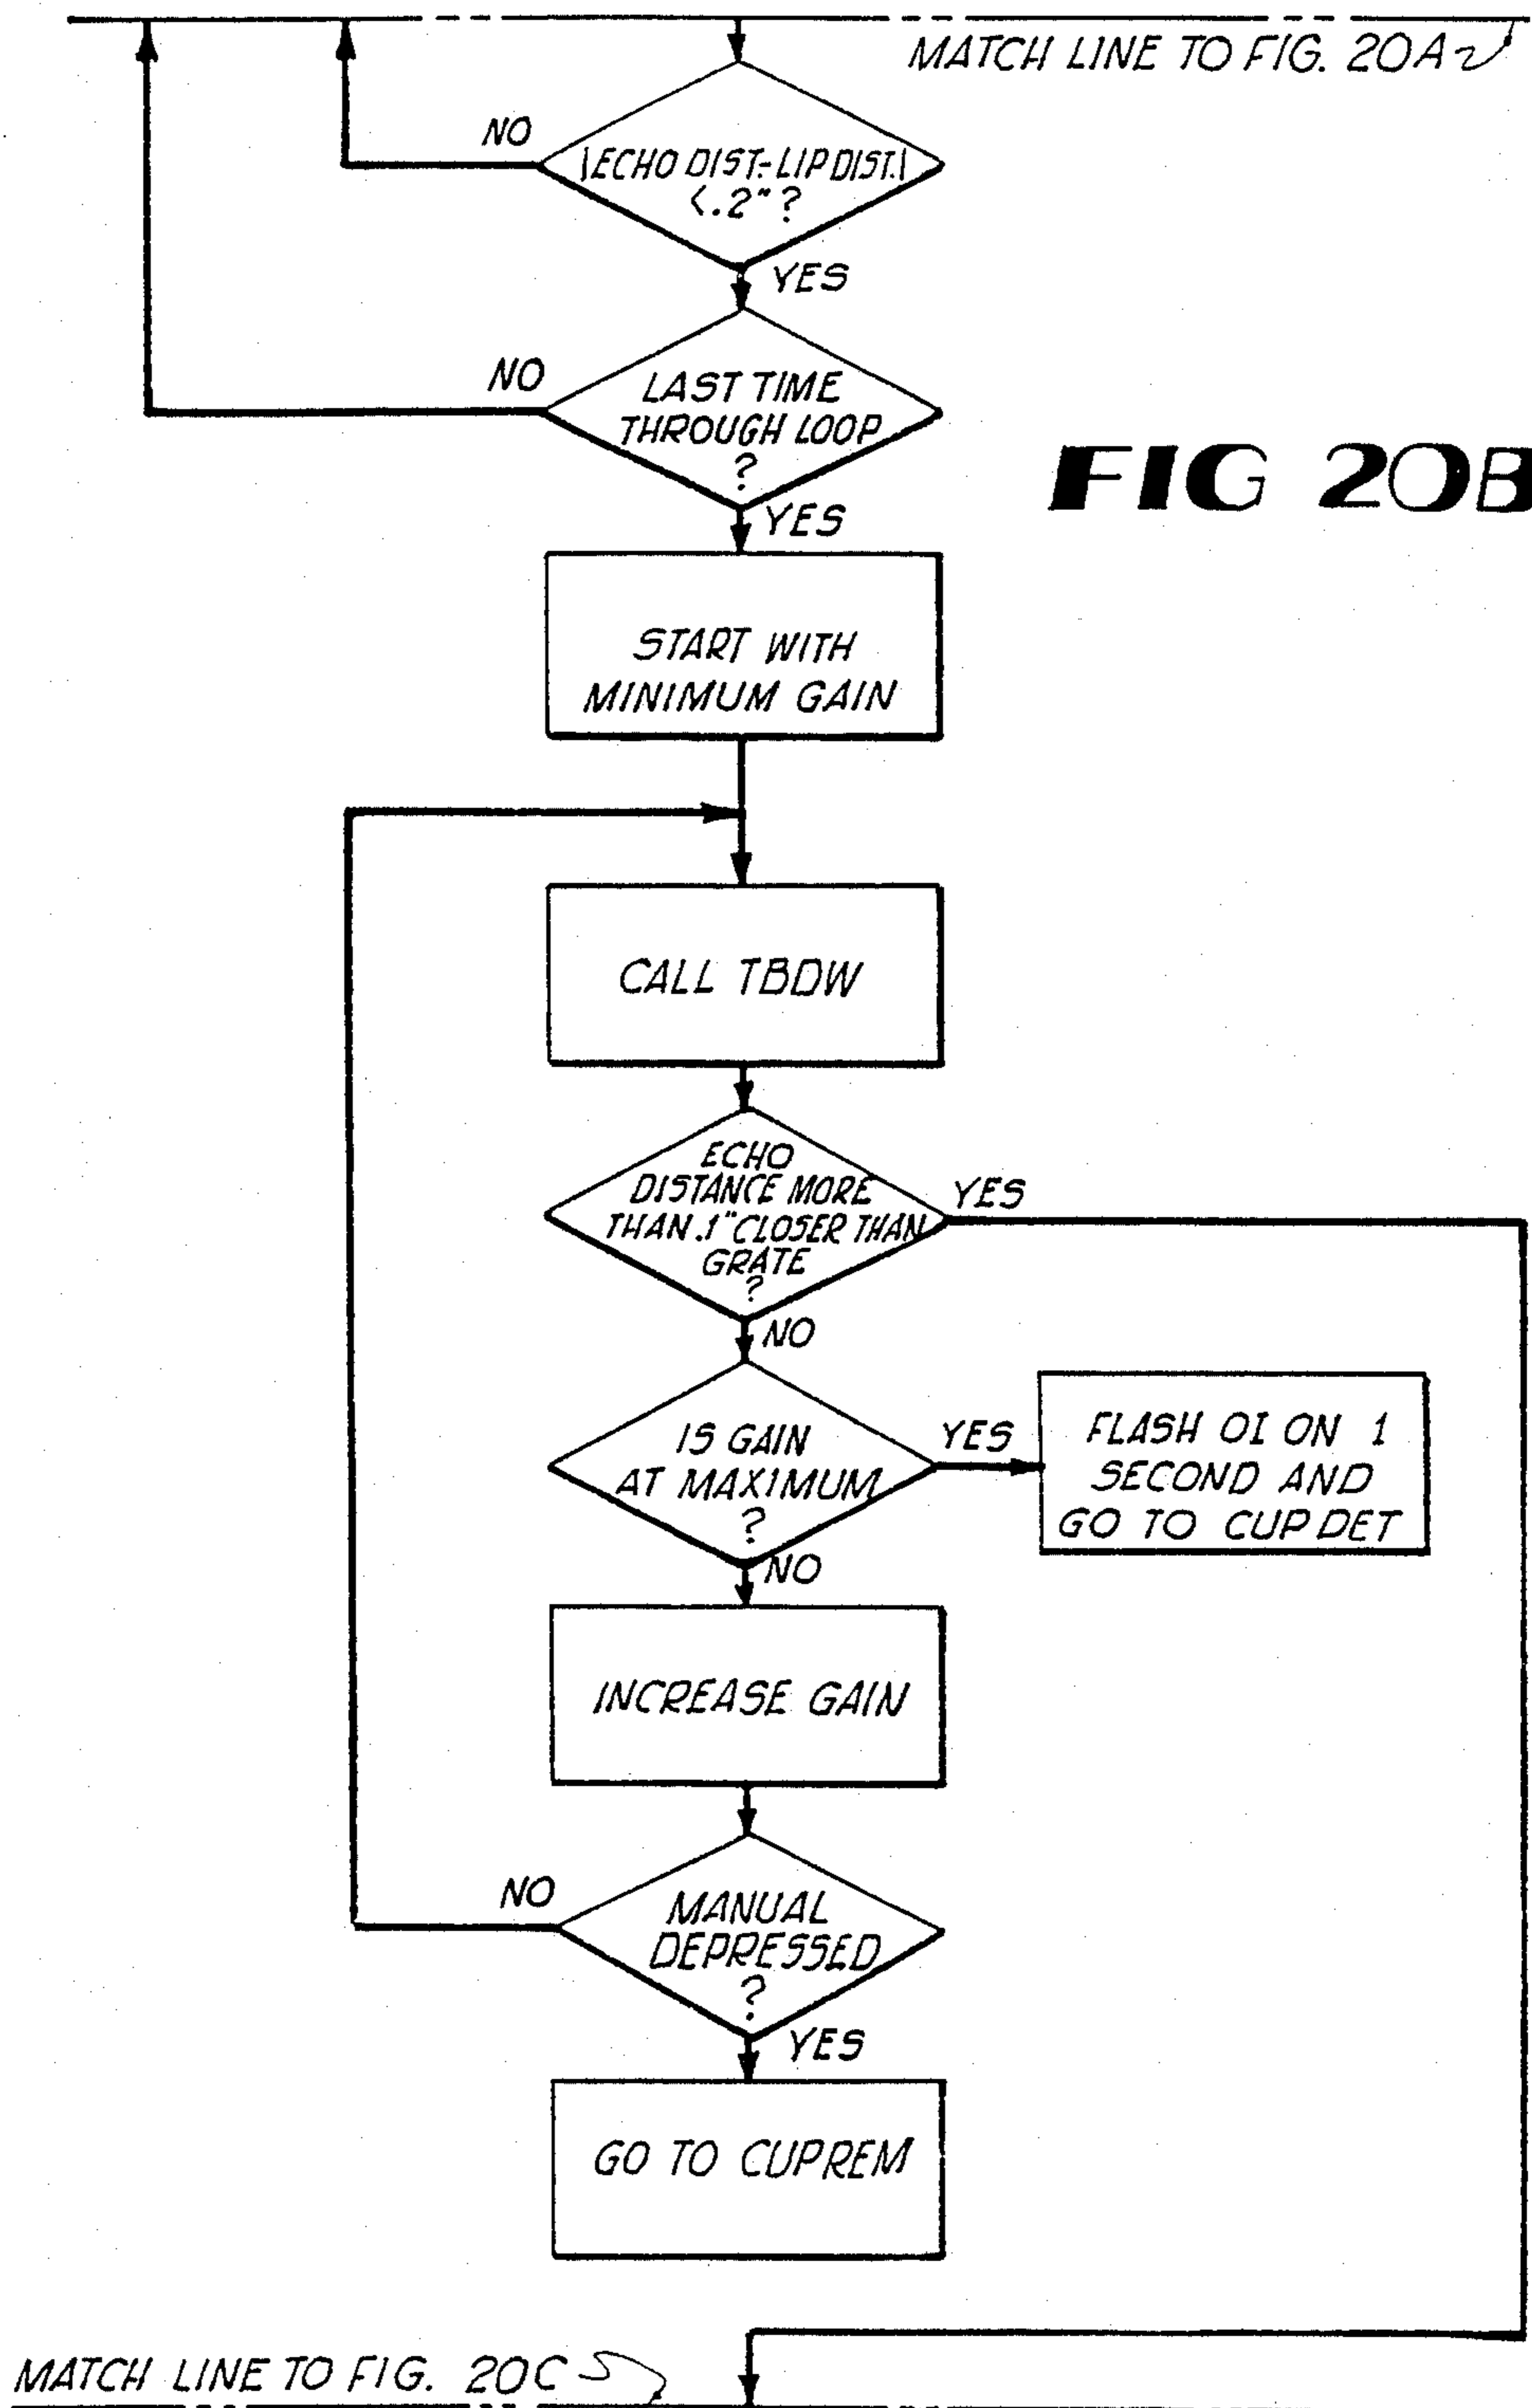 MATCH LINE TO FIG. 20A
NO
|ECHO DIST.-LIP DIST.|
<.2"?
YES
NO
LAST TIME
THROUGH LOOP
?
YES
FIG 20B
START WITH
MINIMUM GAIN
CALL TBDW
ECHO
DISTANCE MORE
THAN .1" CLOSER THAN
GRATE
?
YES
NO
IS GAIN
AT MAXIMUM
?
YES
FLASH OI ON 1
SECOND AND
GO TO CUPDET
NO
INCREASE GAIN
NO
MANUAL
DEPRESSED
?
YES
GO TO CUPREM
MATCH LINE TO FIG. 20C